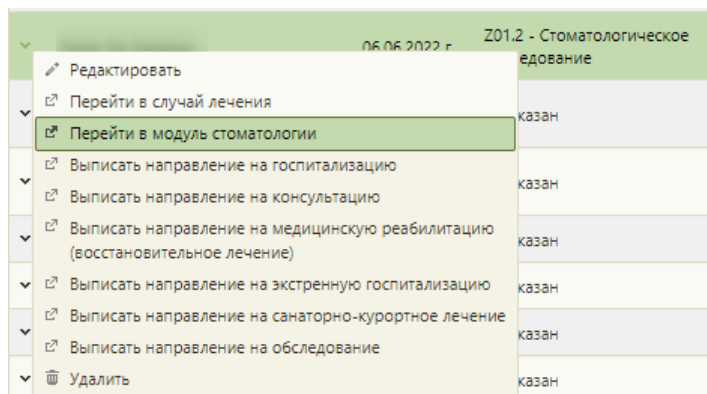 06.06.2022 г.
Z01.2 - Стоматологическое
едование
Редактировать
Перейти в случай лечения
казан
Перейти в модуль стоматологии
Выписать направление на госпитализацию
казан
Выписать направление на консультацию
Выписать направление на медицинскую реабилитацию
(восстановительное лечение)
казан
Выписать направление на экстренную госпитализацию
казан
Выписать направление на санаторно-курортное лечение
казан
Выписать направление на обследование
Удалить
казан